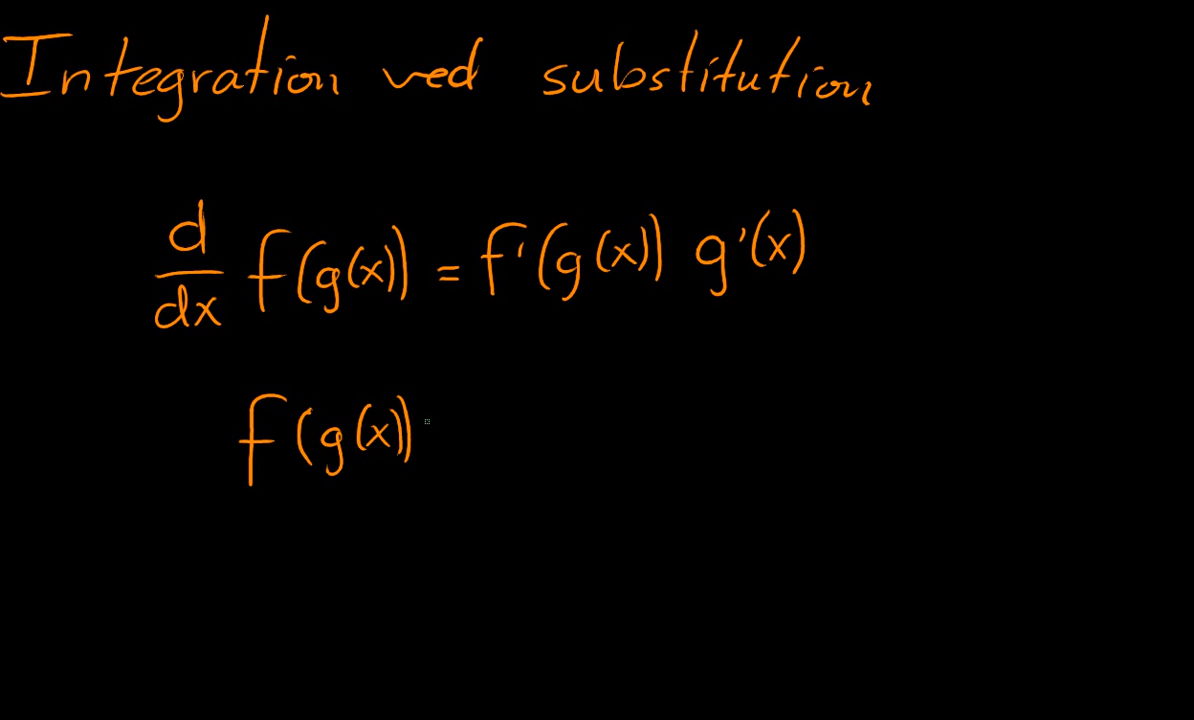 Integration ved substitution
d/dx f(g(x)) = f'(g(x)) g'(x)
f(g(x))